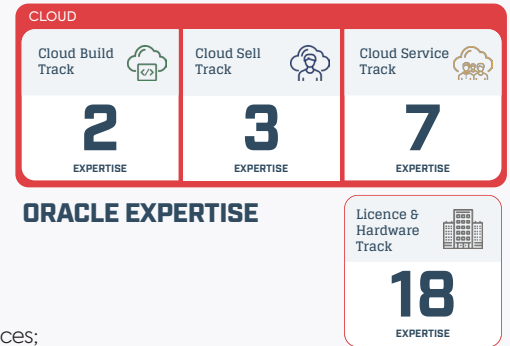 CLOUD
Cloud Build
Track
</>
2
EXPERTISE
Cloud Sell
Track
3
EXPERTISE
Cloud Service
Track
7
EXPERTISE
ORACLE EXPERTISE
Licence &
Hardware
Track
18
EXPERTISE
ces;